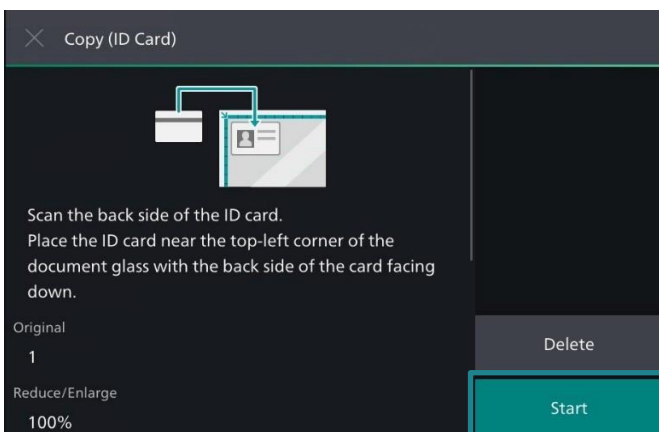 Copy (ID Card)
Scan the back side of the ID card.
Place the ID card near the top-left corner of the
document glass with the back side of the card facing
down.
Original
1
Reduce/Enlarge
100%
Delete
Start